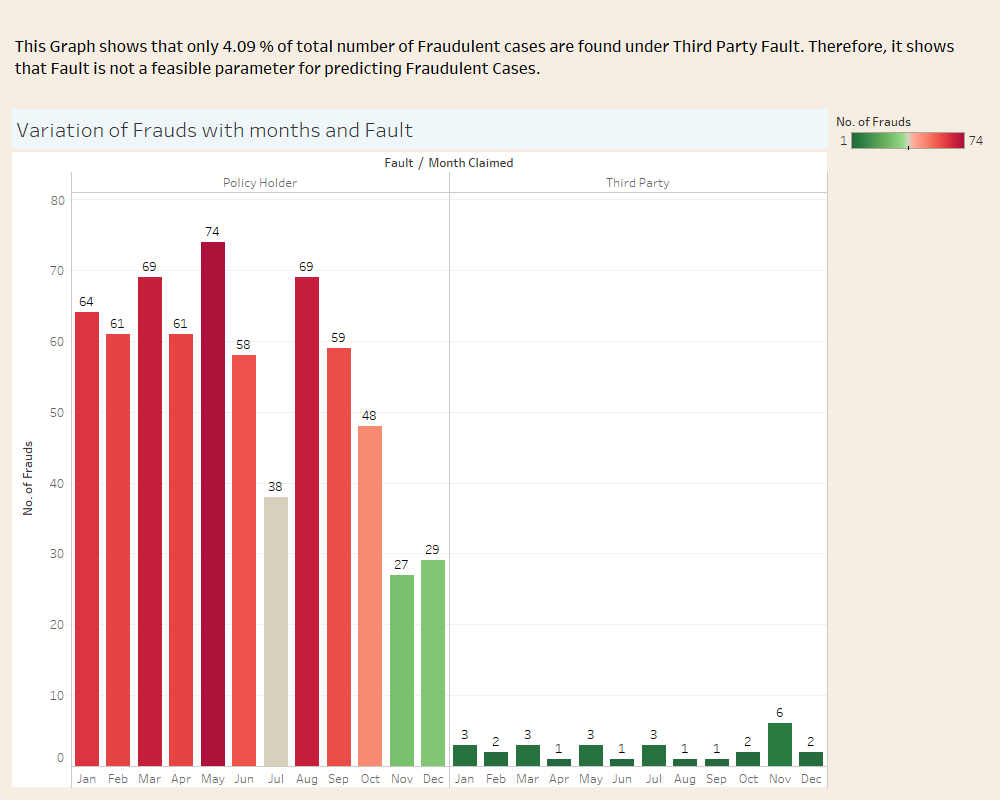 This Graph shows that only 4.09 % of total number of Fraudulent cases are found under Third Party Fault. Therefore, it shows
that Fault is not a feasible parameter for predicting Fraudulent Cases.
Variation of Frauds with months and Fault
No. of Frauds
1 74
Fault / Month Claimed
Policy Holder Third Party
No. of Frauds
80
70
60
50
40
30
20
10
0
64 61 69 61 74 58 38 69 59 48 27 29 3 2 3 1 3 1 3 1 1 2 6 2
Jan Feb Mar Apr May Jun Jul Aug Sep Oct Nov Dec Jan Feb Mar Apr May Jun Jul Aug Sep Oct Nov Dec